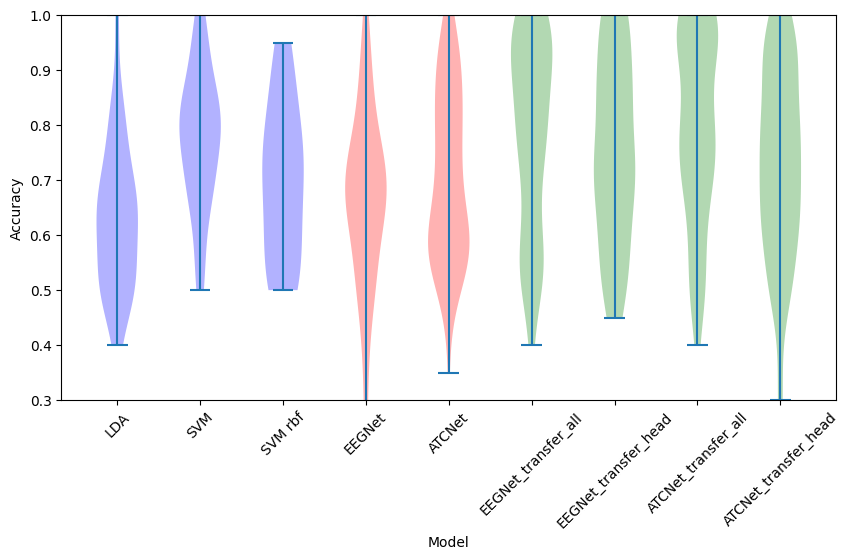 1.0
0.9
0.8
0.7
0.6
0.5
0.4
0.3
Accuracy
LDA
SVM
SVM rbf
EEGNet
ATCNet
EEGNet_transfer_all
EEGNet_transfer_head
ATCNet_transfer_all
ATCNet_transfer_head
Model